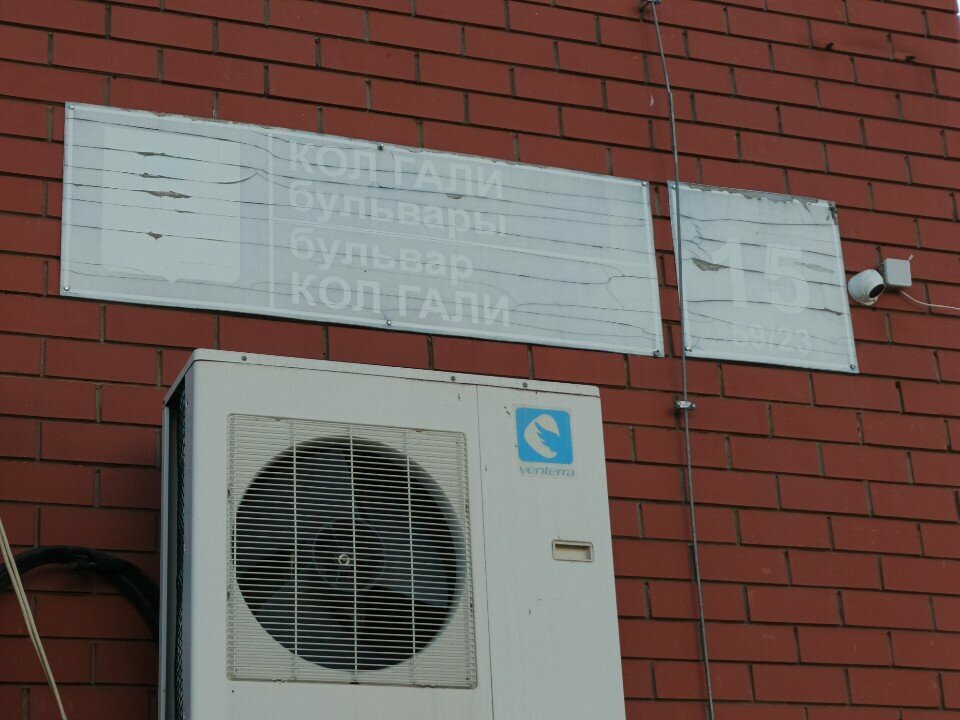 КОЛ ГАЛИ
бульвары
бульвар
КОЛ ГАЛИ
15
59/23
venterra